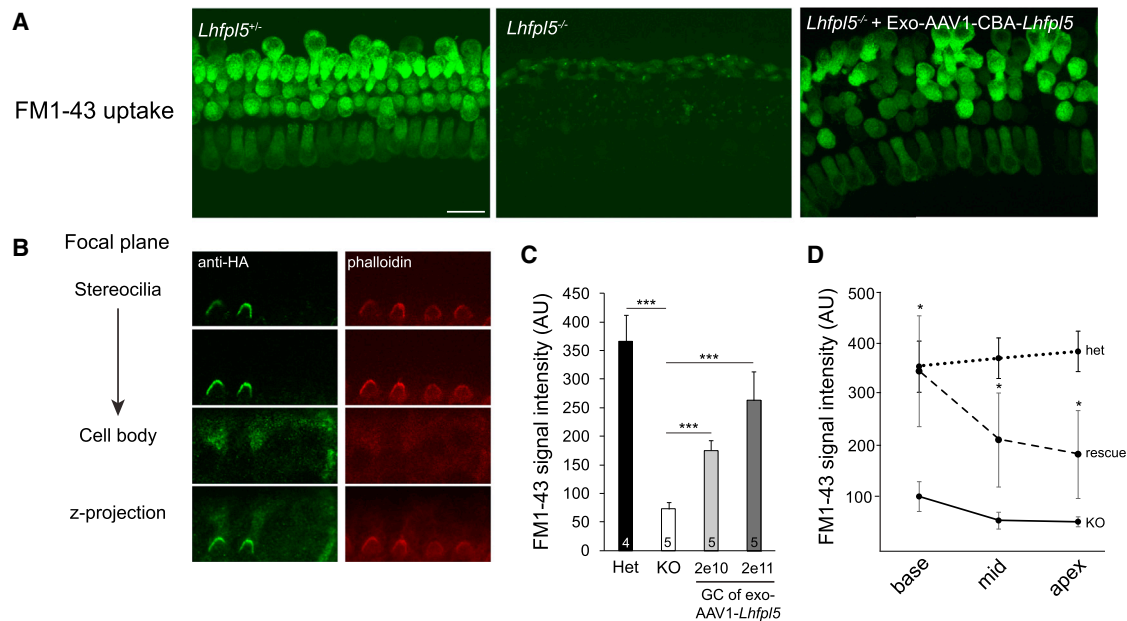 A
Lhfpl5+/-
Lhfpl5-/-
Lhfpl5-/- + Exo-AAV1-CBA-Lhfpl5
FM1-43 uptake
B
Focal plane
Stereocilia
Cell body
z-projection
anti-HA
phalloidin
C
FM1-43 signal intensity (AU)
450
400
350
300
250
200
150
100
50
0
***
***
***
4
5
5
5
Het
KO
2e10
2e11
GC of exo-
AAV1-Lhfpl5
D
FM1-43 signal intensity (AU)
500
400
300
200
100
*
*
*
het
rescue
KO
base
mid
apex